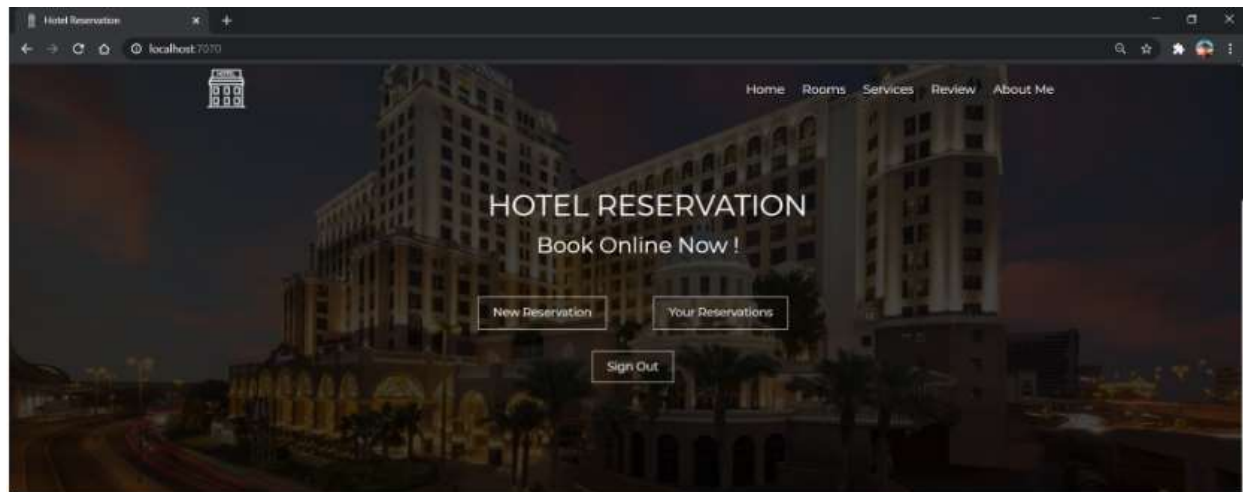 Hotel Reservation
localhost:7070
HOTEL
Home Rooms Services Review About Me
HOTEL RESERVATION
Book Online Now !
New Reservation Your Reservations
Sign Out